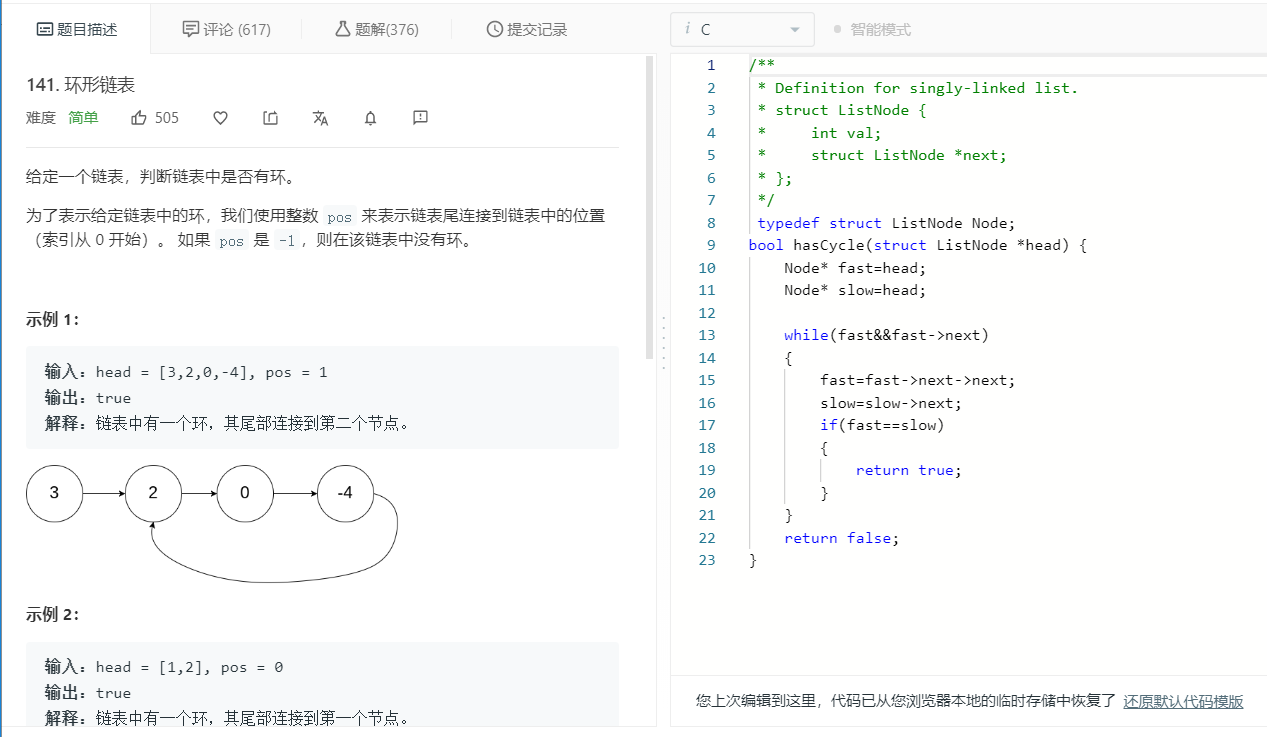 题目描述
评论 (617)
题解(376)
提交记录
141. 环形链表
难度 简单 505
给定一个链表，判断链表中是否有环。
为了表示给定链表中的环，我们使用整数 pos 来表示链表尾连接到链表中的位置
（索引从 0 开始）。 如果 pos 是 -1，则在该链表中没有环。
示例 1：
输入：head = [3,2,0,-4], pos = 1
输出：true
解释：链表中有一个环，其尾部连接到第二个节点。
3 2 0 -4
示例 2：
输入：head = [1,2], pos = 0
输出：true
解释：链表中有一个环，其尾部连接到第一个节点。
i C 智能模式
1 /**
2  * Definition for singly-linked list.
3  * struct ListNode {
4  *     int val;
5  *     struct ListNode *next;
6  * };
7  */
8  typedef struct ListNode Node;
9 bool hasCycle(struct ListNode *head) {
10     Node* fast=head;
11     Node* slow=head;
12
13     while(fast&&fast->next)
14     {
15         fast=fast->next->next;
16         slow=slow->next;
17         if(fast==slow)
18         {
19             return true;
20         }
21     }
22     return false;
23 }
您上次编辑到这里，代码已从您浏览器本地的临时存储中恢复了 还原默认代码模版